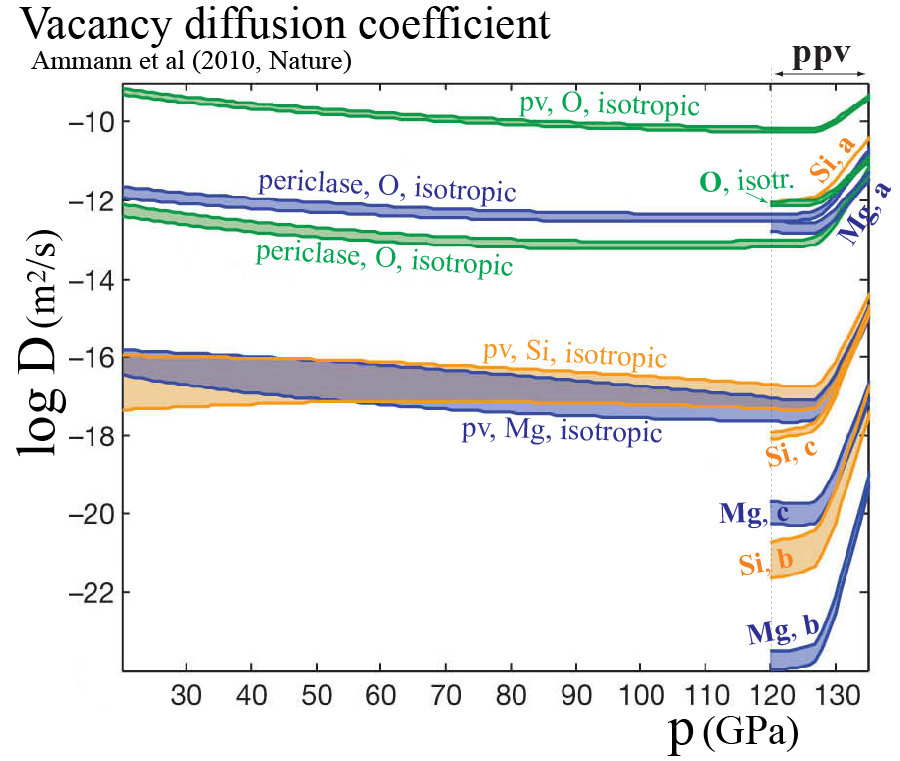 Vacancy diffusion coefficient
Ammann et al (2010, Nature)
ppv
pv, O, isotropic
Si, a
O, isotr.
periclase, O, isotropic
Mg, a
periclase, O, isotropic
pv, Si, isotropic
pv, Mg, isotropic
Si, c
Mg, c
Si, b
Mg, b
log D (m²/s)
−10
−12
−14
−16
−18
−20
−22
30 40 50 60 70 80 90 100 110 120 130
p (GPa)